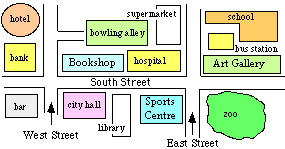 hotel
supermarket
school
bowling alley
bus station
bank
Bookshop
hospital
Art Gallery
South Street
bar
city hall
library
Sports
Centre
zoo
West Street
East Street